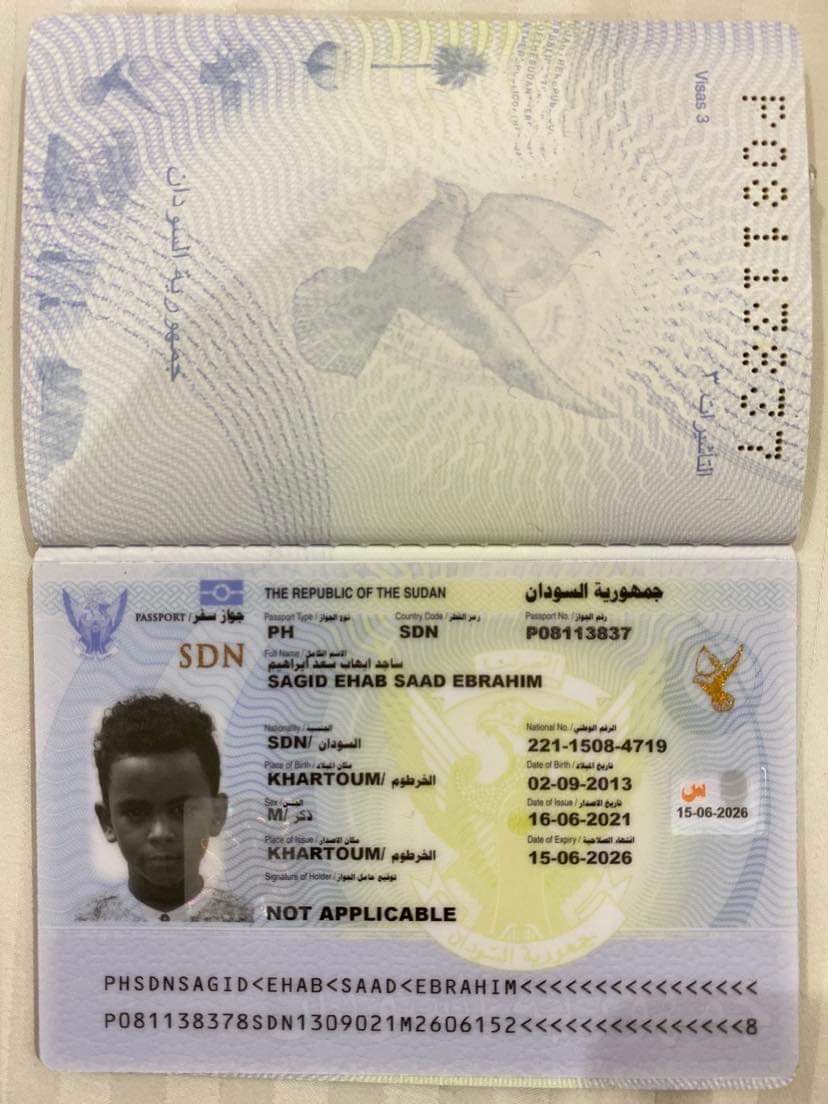 Visas 3
التأشيرات ٣
P08113837
جمهورية السودان
THE REPUBLIC OF THE SUDAN جمهورية السودان
PASSPORT / جواز سفر
Passport Type / نوع الجواز Country Code / رمز القطر Passport No. / رقم الجواز
PH SDN P08113837
SDN
Full Name / الاسم الكامل
ساجد ايهاب سعد ابراهيم
SAGID EHAB SAAD EBRAHIM
Nationality / الجنسية National No. / الرقم الوطني
SDN/ السودان 221-1508-4719
Place of Birth / مكان الميلاد Date of Birth / تاريخ الميلاد
KHARTOUM/ الخرطوم 02-09-2013
Sex / الجنس Date of Issue / تاريخ الاصدار
M/ ذكر 16-06-2021
س
15-06-2026
Place of Issue / مكان الاصدار Date of Expiry / انتهاء الصلاحية
KHARTOUM/ الخرطوم 15-06-2026
Signature of Holder / توقيع حامل الجواز
NOT APPLICABLE
جمهورية السودان
PHSDNSAGID<EHAB<SAAD<EBRAHIM<<<<<<<<<<<<<<<<
P081138378SDN1309021M2606152<<<<<<<<<<<<<<<8